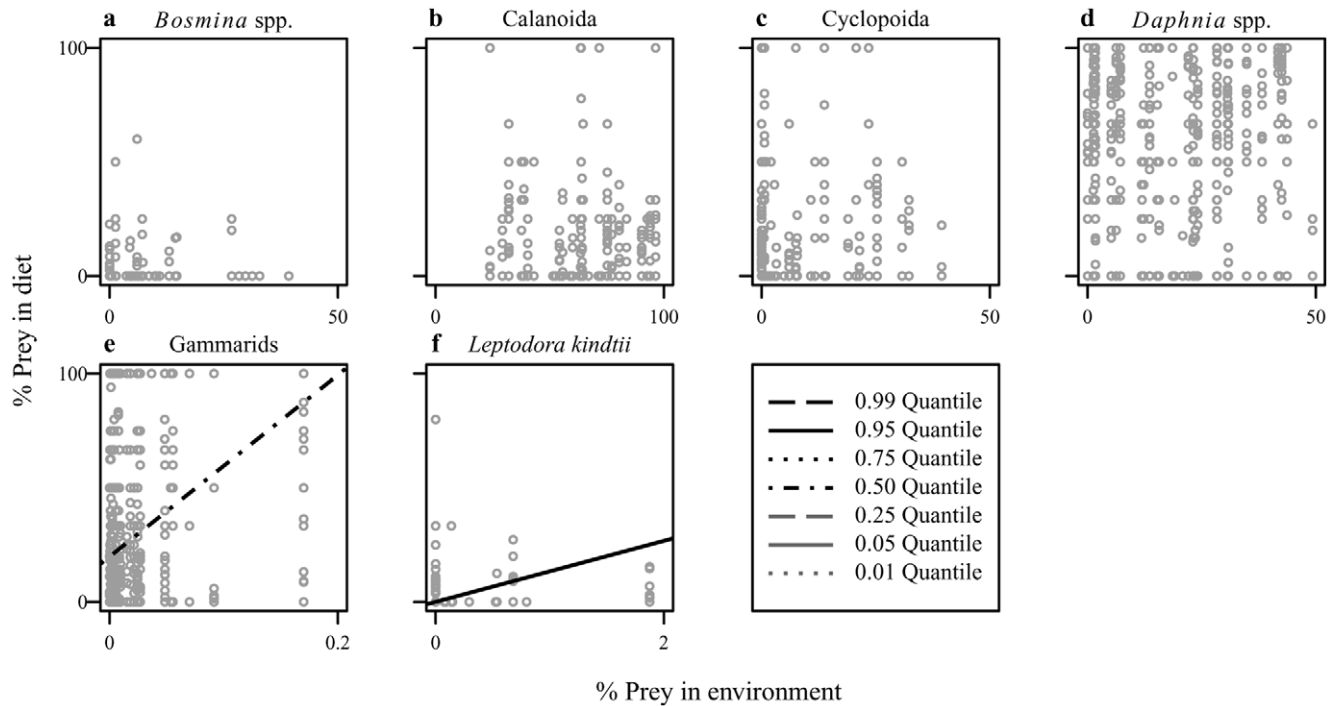 a Bosmina spp.
b Calanoida
c Cyclopoida
d Daphnia spp.
100
0
0 50
0 100
0 50
0 50
% Prey in diet
e Gammarids
f Leptodora kindtii
100
0
0 0.2
0 2
0.99 Quantile
0.95 Quantile
0.75 Quantile
0.50 Quantile
0.25 Quantile
0.05 Quantile
0.01 Quantile
% Prey in environment